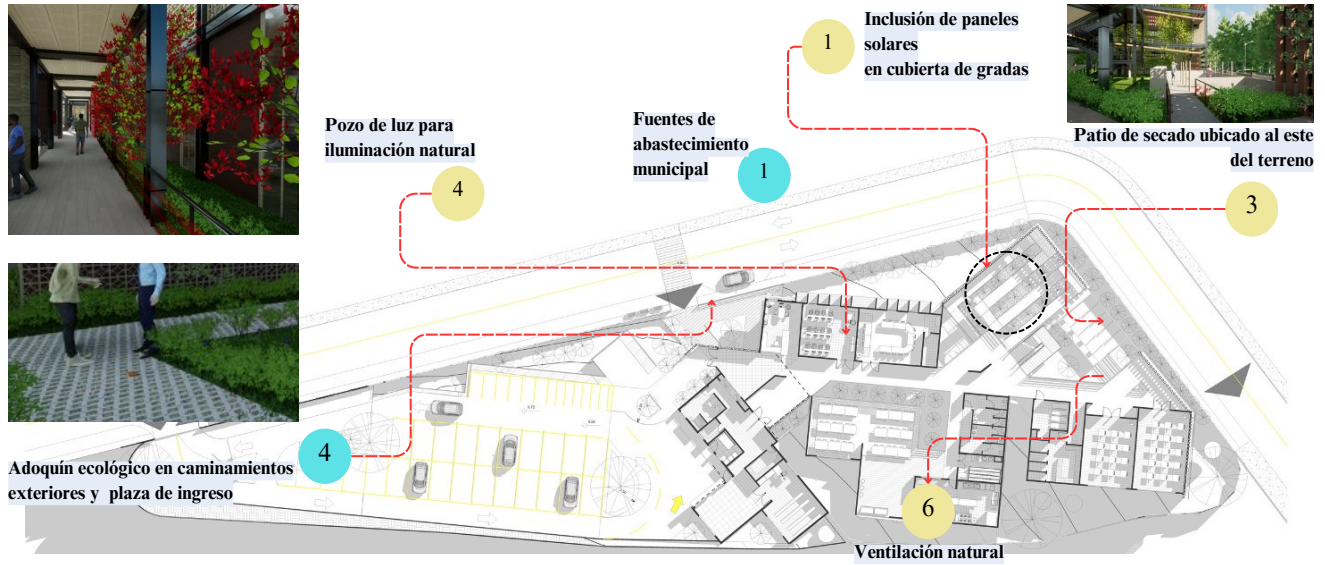 Inclusión de paneles
solares
en cubierta de gradas
1
Pozo de luz para
iluminación natural
4
Fuentes de
abastecimiento
municipal
1
Patio de secado ubicado al este
del terreno
3
Adoquín ecológico en caminamientos
exteriores y plaza de ingreso
4
6
Ventilación natural